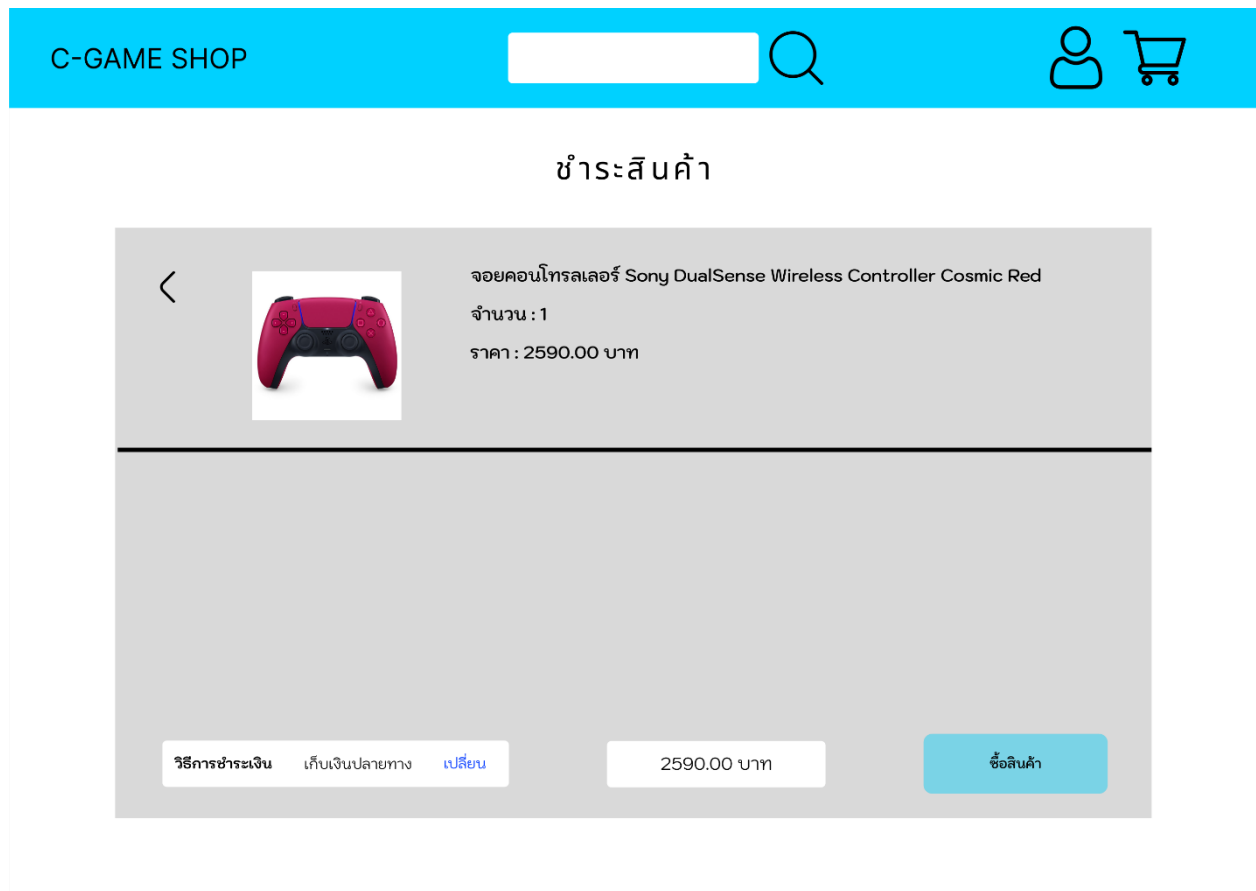 C-GAME SHOP
ชำระสินค้า
จอยคอนโทรลเลอร์ Sony DualSense Wireless Controller Cosmic Red
จำนวน : 1
ราคา : 2590.00 บาท
วิธีการชำระเงิน เก็บเงินปลายทาง เปลี่ยน
2590.00 บาท
ซื้อสินค้า